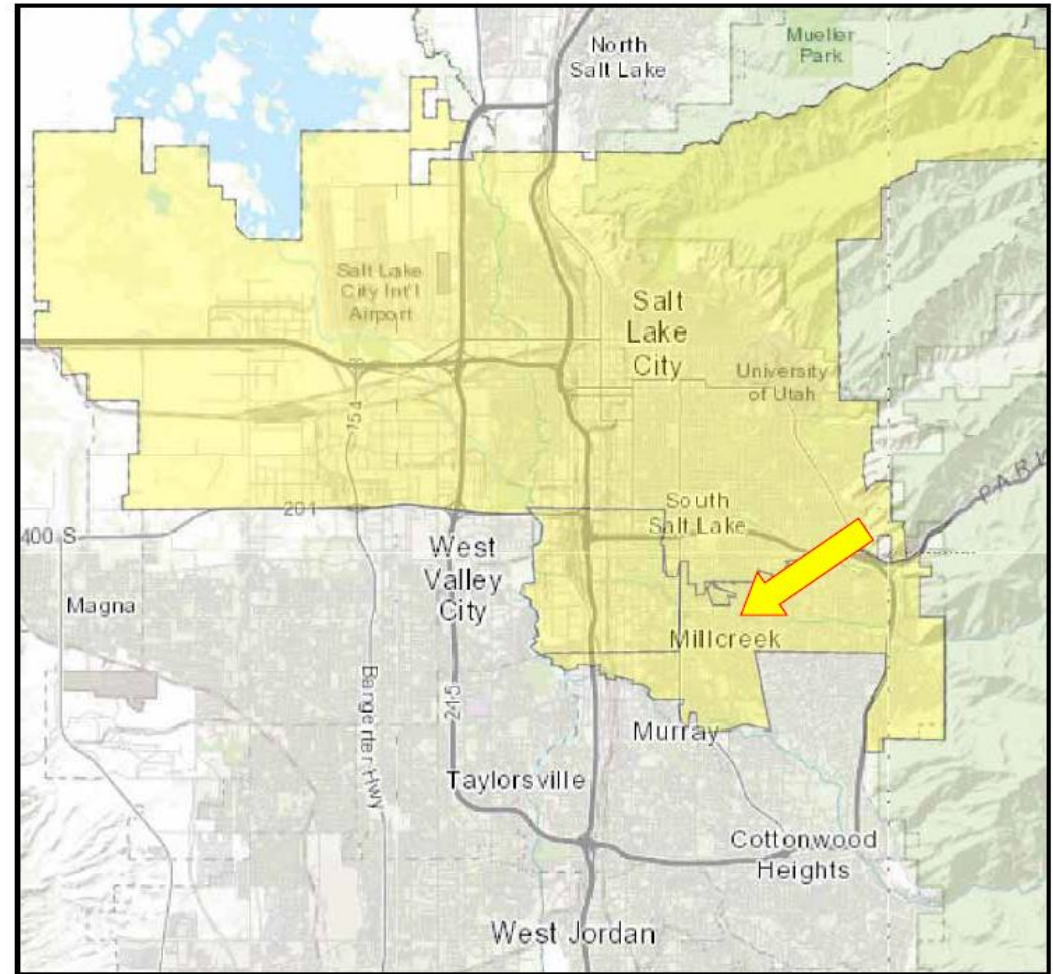 Mueller
Park
North
Salt Lake
Salt Lake
City Int'l
Airport
Salt
Lake
City
University
of Utah
154
201
South
Salt Lake
PARK
400 S
West
Valley
City
Magna
Millcreek
Bangerter Hwy
215
Murray
Taylorsville
Cottonwood
Heights
West Jordan